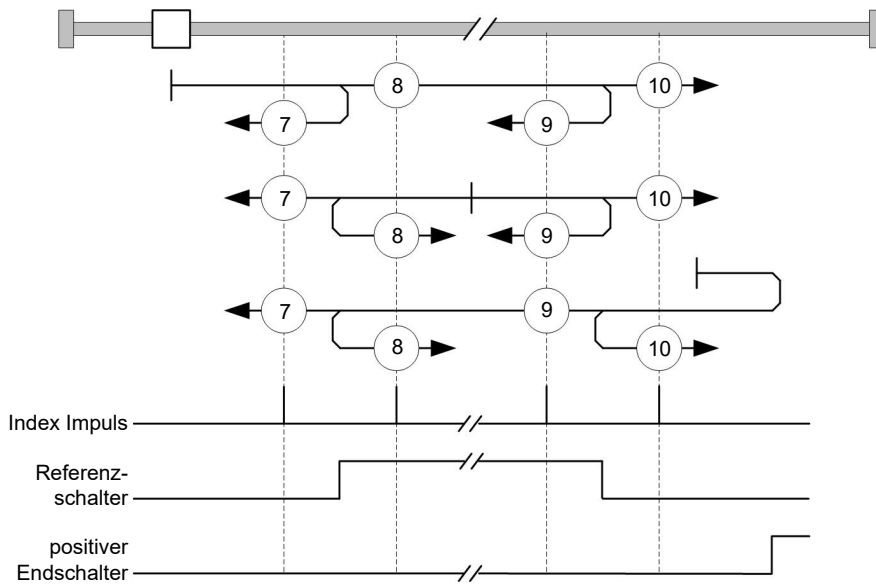 8
10
7
9
7
10
8
9
7
9
8
10
Index Impuls
Referenz-
schalter
positiver
Endschalter